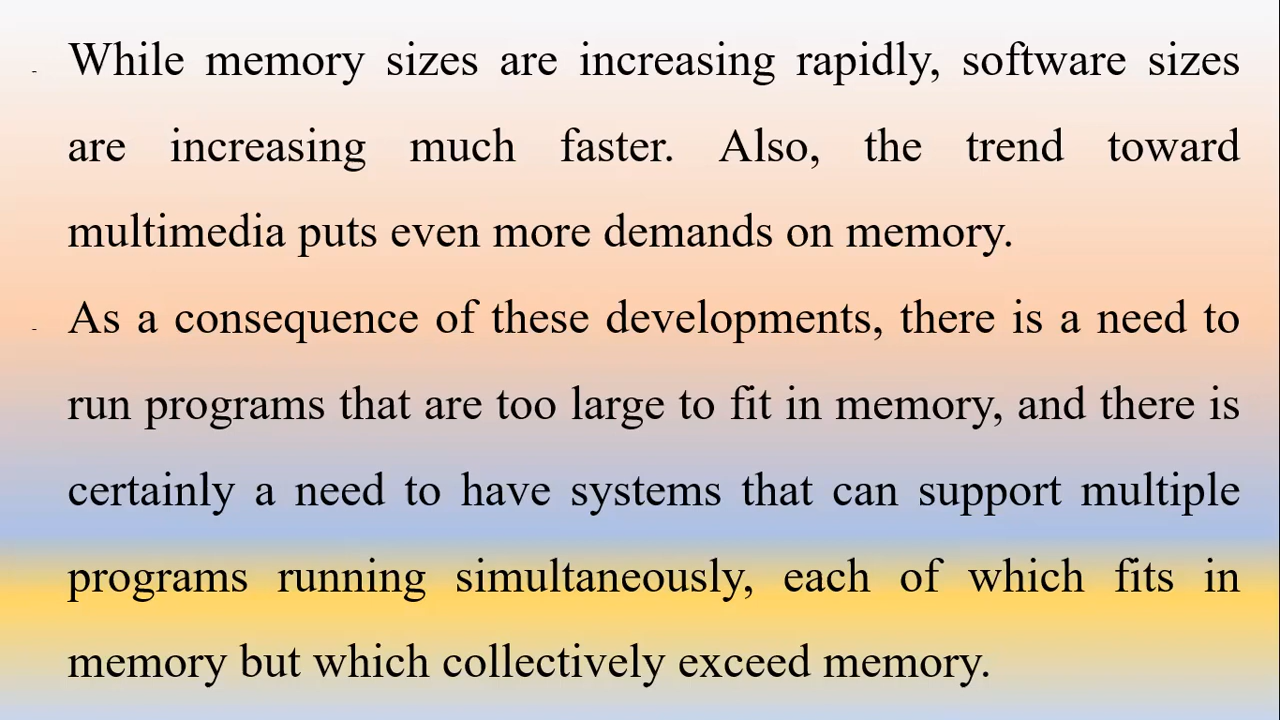 - While memory sizes are increasing rapidly, software sizes
are increasing much faster. Also, the trend toward
multimedia puts even more demands on memory.
- As a consequence of these developments, there is a need to
run programs that are too large to fit in memory, and there is
certainly a need to have systems that can support multiple
programs running simultaneously, each of which fits in
memory but which collectively exceed memory.